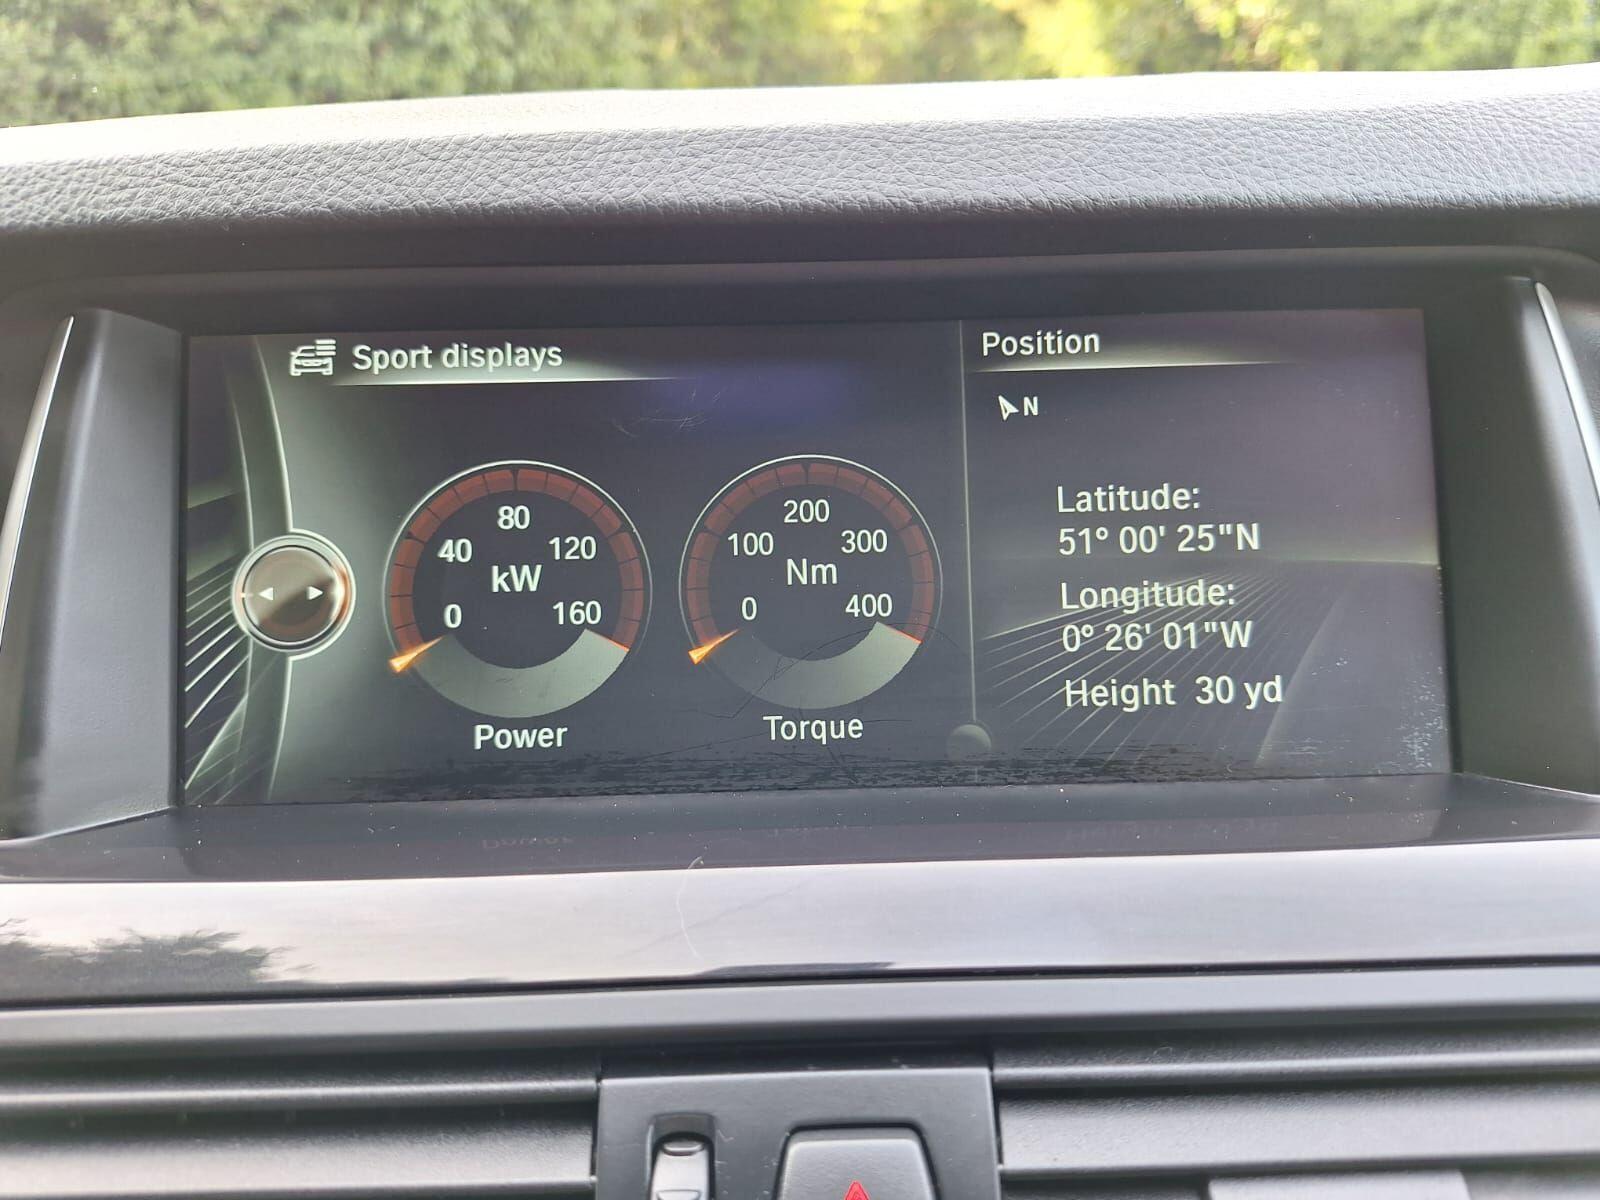 Sport displays
80
40
120
kW
0
160
Power
200
100
300
Nm
0
400
Torque
Position
N
Latitude:
51° 00' 25"N
Longitude:
0° 26' 01"W
Height 30 yd